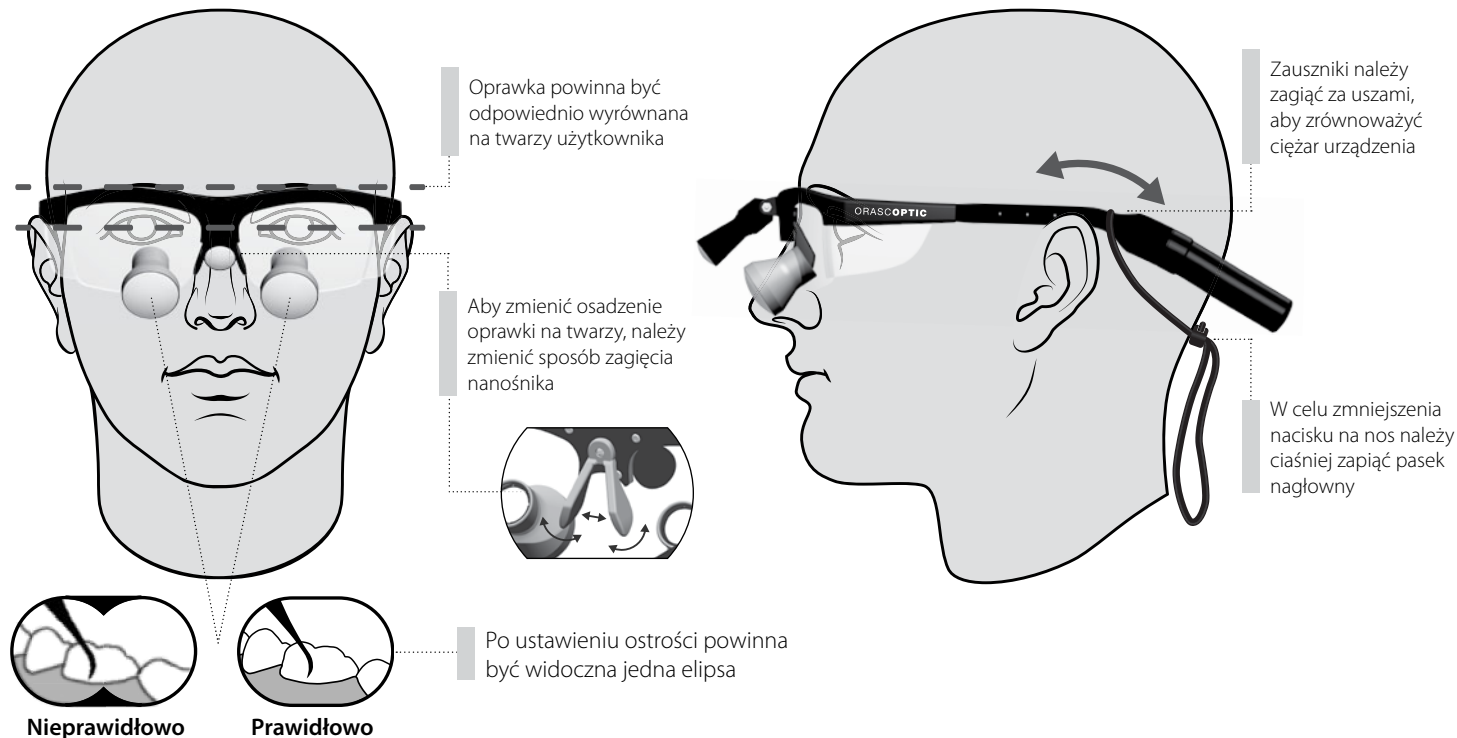 Oprawka powinna być
odpowiednio wyrównana
na twarzy użytkownika
Aby zmienić osadzenie
oprawki na twarzy, należy
zmienić sposób zagięcia
nanośnika
Po ustawieniu ostrości powinna
być widoczna jedna elipsa
Nieprawidłowo
Prawidłowo
Zauszniki należy
zagiąć za uszami,
aby zrównoważyć
ciężar urządzenia
ORASCOPTIC
W celu zmniejszenia
nacisku na nos należy
ciaśniej zapiąć pasek
nagłowny